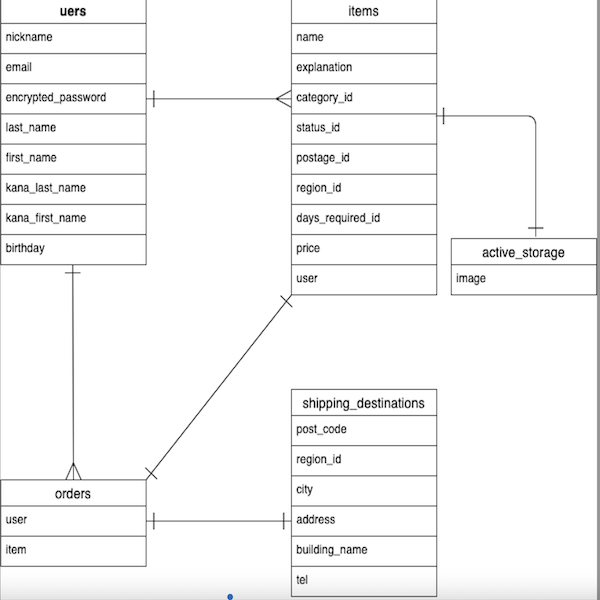 uers
nickname
email
encrypted_password
last_name
first_name
kana_last_name
kana_first_name
birthday
items
name
explanation
category_id
status_id
postage_id
region_id
days_required_id
price
user
active_storage
image
orders
user
item
shipping_destinations
post_code
region_id
city
address
building_name
tel